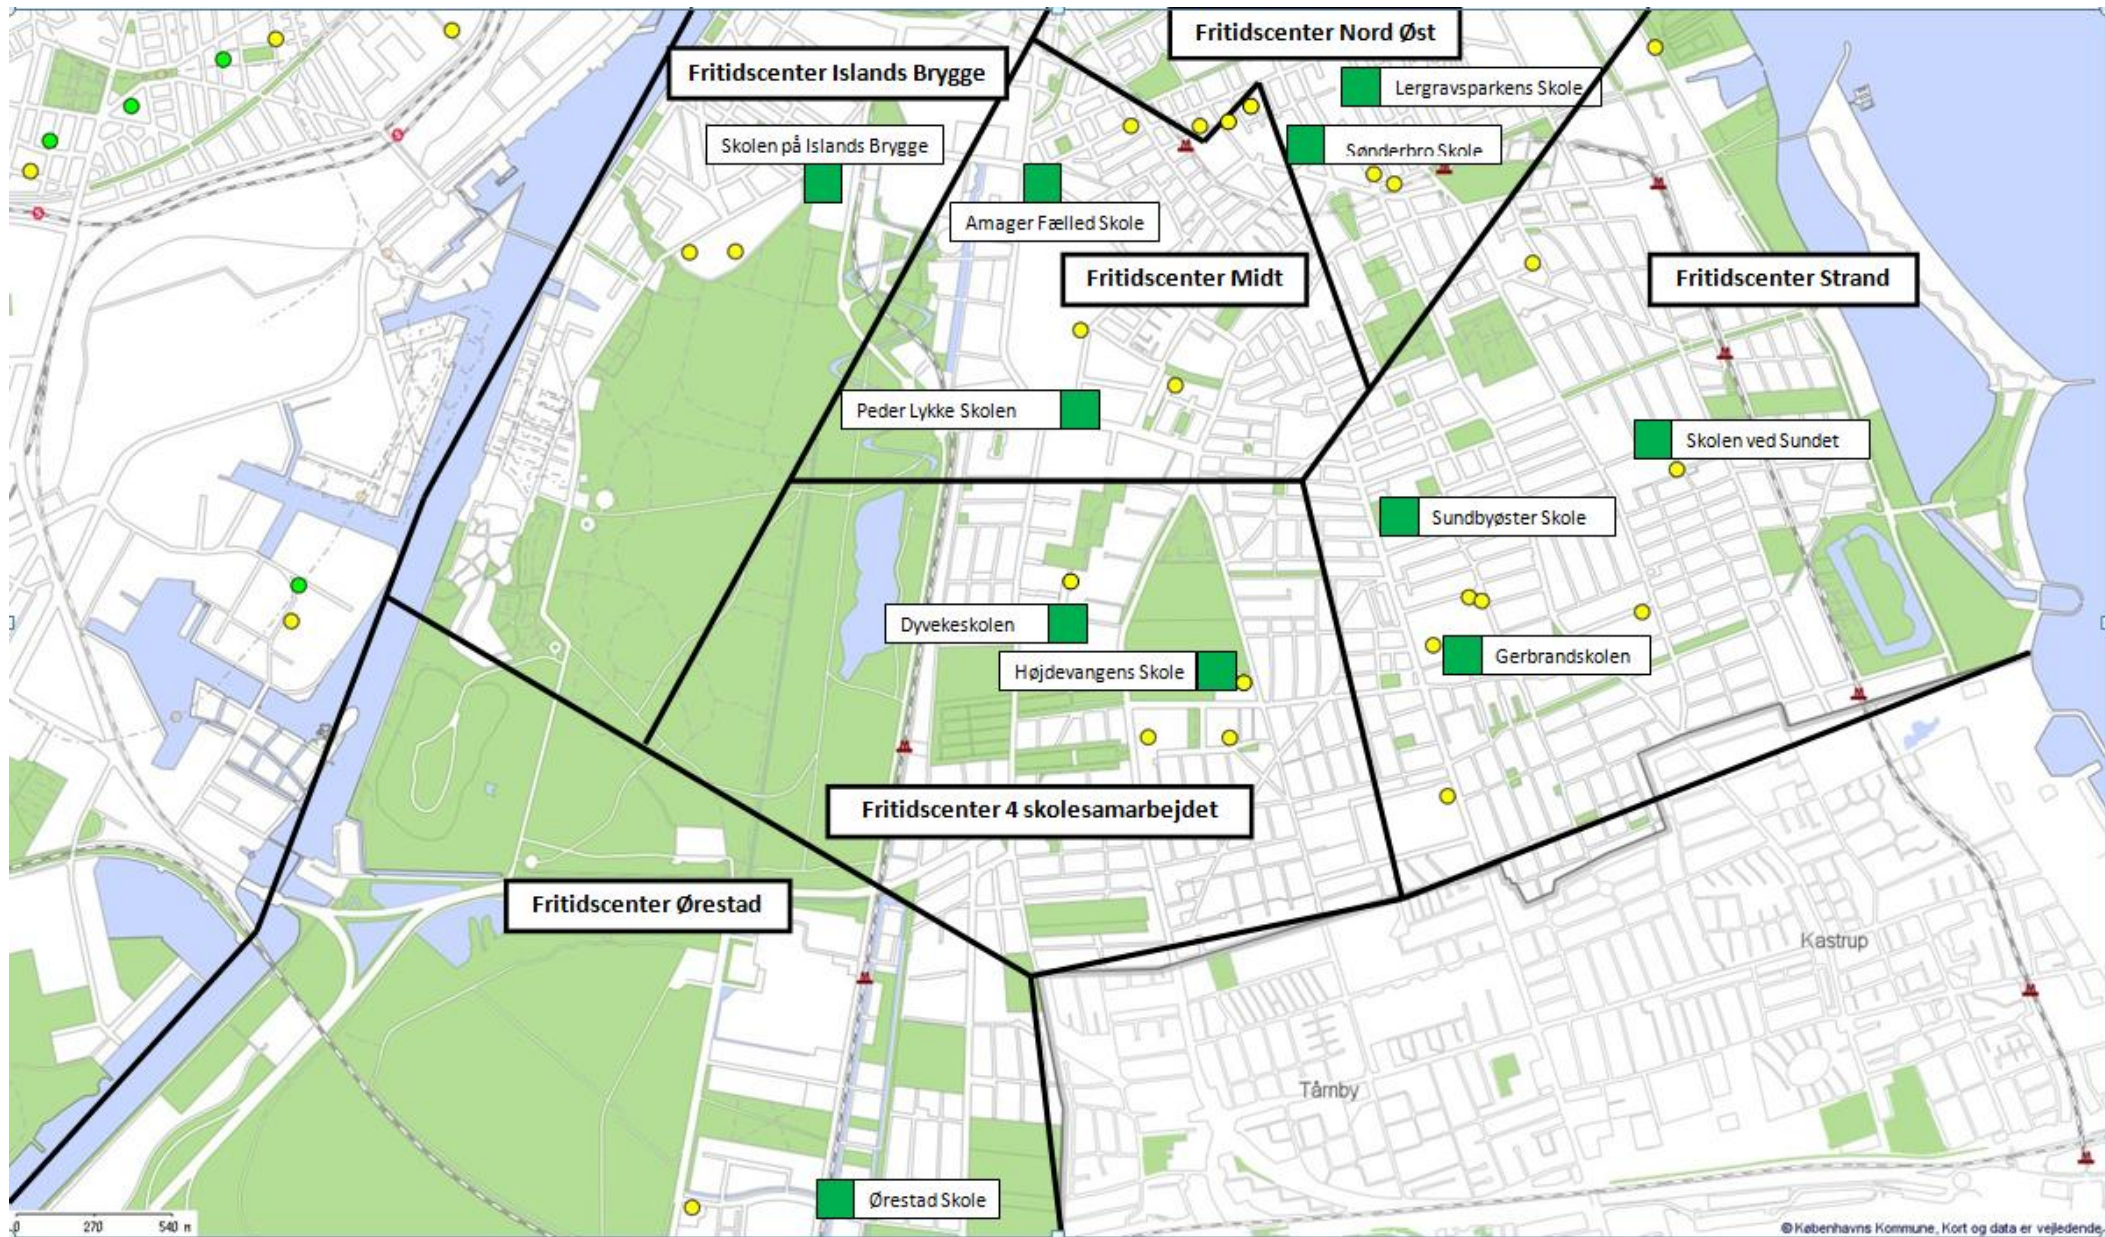 Fritidscenter Nord Øst
Fritidscenter Islands Brygge
Lergravsparkens Skole
Skolen på Islands Brygge
Sønderbro Skole
Amager Fælled Skole
Fritidscenter Midt
Fritidscenter Strand
Peder Lykke Skolen
Skolen ved Sundet
Sundbyøster Skole
Dyvekeskolen
Gerbrandskolen
Højdevangens Skole
Fritidscenter 4 skolesamarbejdet
Fritidscenter Ørestad
Kastrup
Tårnby
Ørestad Skole
0 270 540 m
© Københavns Kommune, Kort og data er vejledende